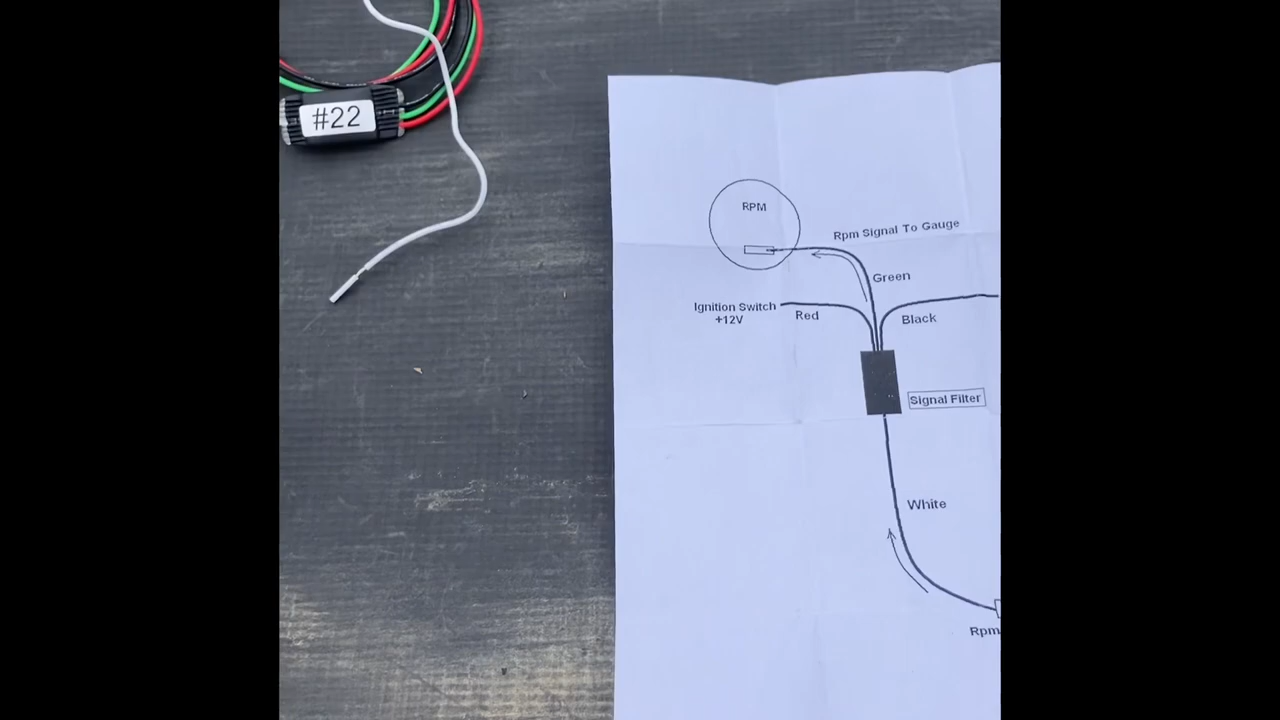 #22
RPM
Rpm Signal To Gauge
Green
Ignition Switch
+12V
Red
Black
Signal Filter
White
Rpm